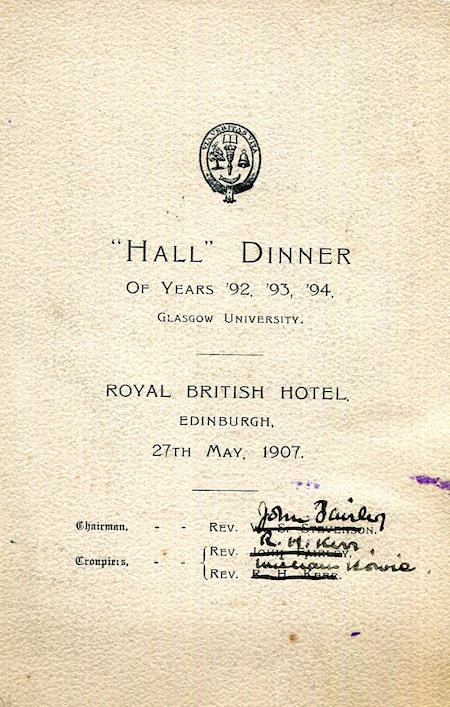 VIA VERITAS VITA
"HALL" DINNER
OF YEARS '92, '93, '94,
GLASGOW UNIVERSITY.
ROYAL BRITISH HOTEL,
EDINBURGH,
27TH MAY, 1907.
John Fairley
Chairman, - - REV. W. S. STEVENSON.
R. H. Kerr
Croupiers, - - { REV. JOHN FAIRLEY,
William Howie
REV. R. H. KERR.